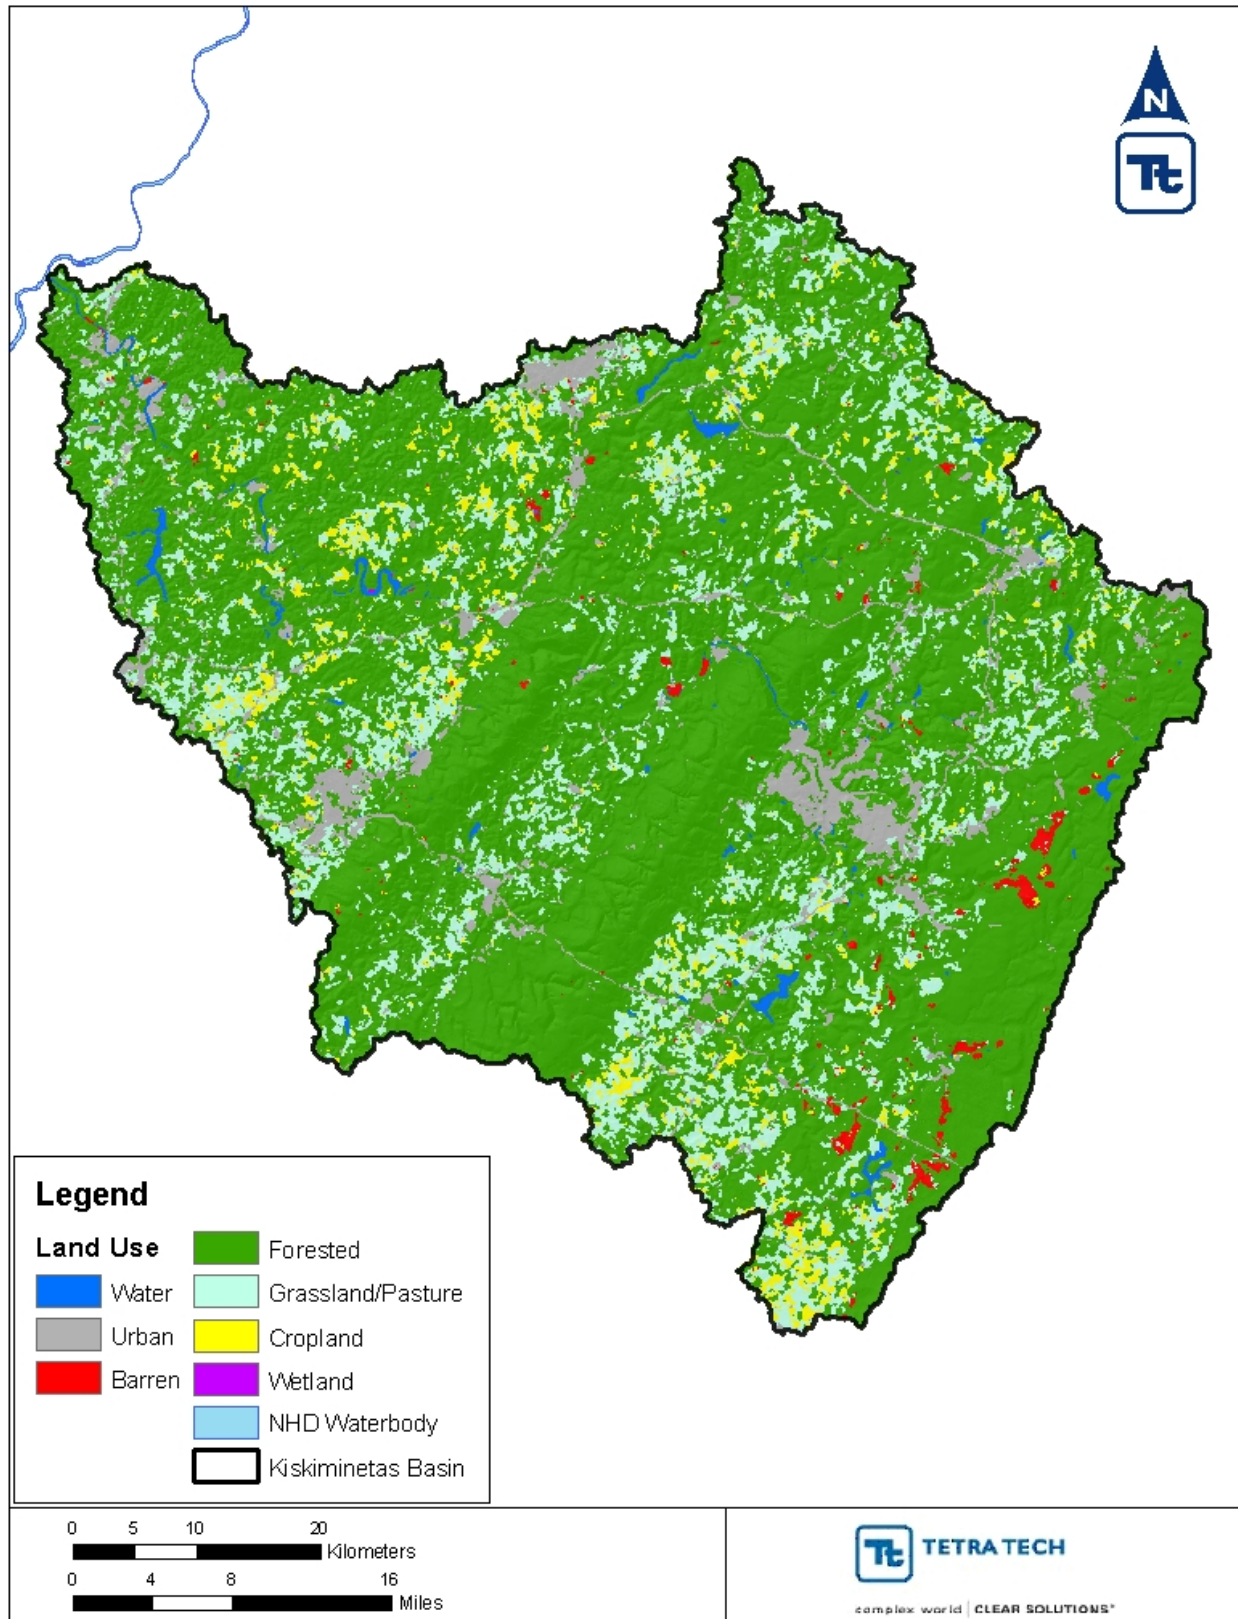 N
Tt
Legend
Land Use
Water
Urban
Barren
Forested
Grassland/Pasture
Cropland
Wetland
NHD Waterbody
Kiskiminetas Basin
0 5 10 20
Kilometers
0 4 8 16
Miles
Tt TETRA TECH
complex world | CLEAR SOLUTIONS™